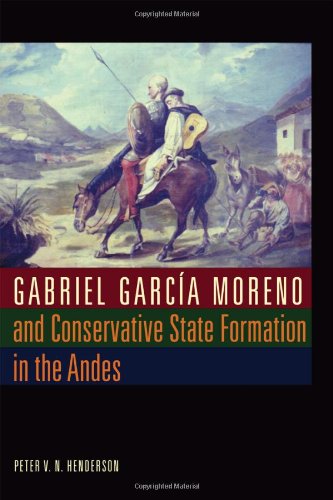 GABRIEL GARCÍA MORENO
and Conservative State Formation
in the Andes
PETER V. N. HENDERSON